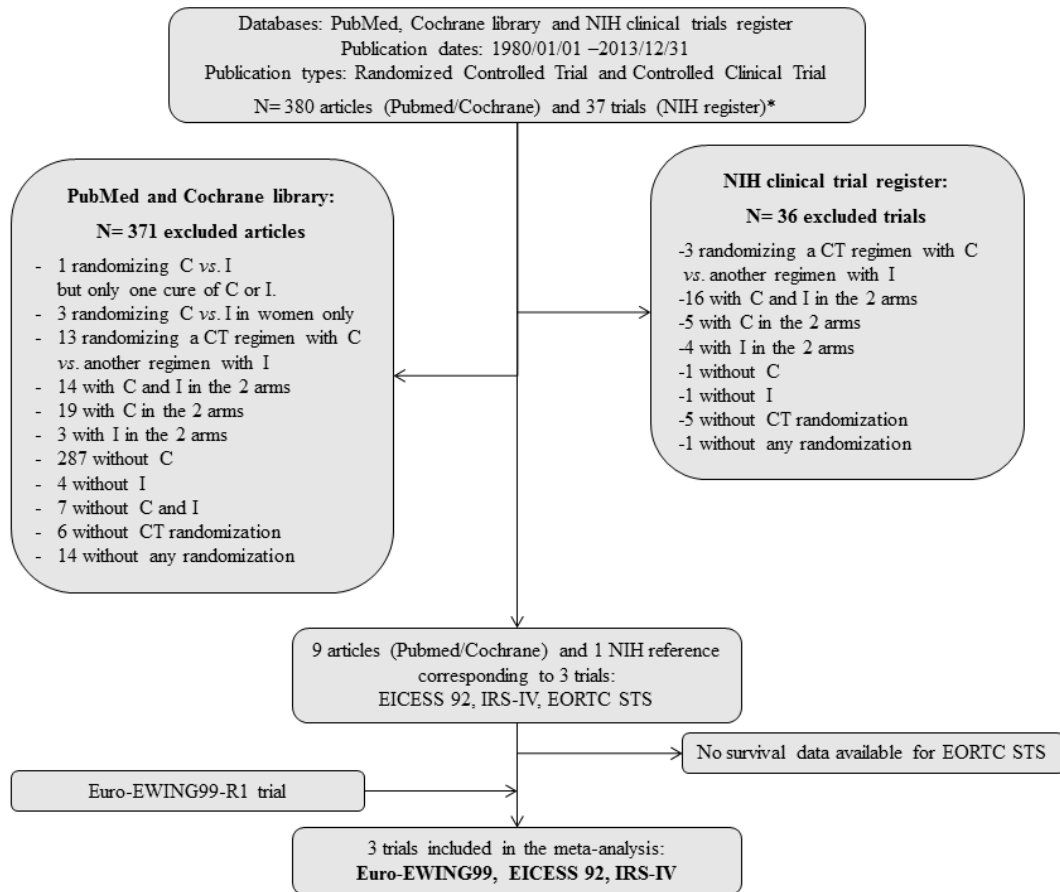 Databases: PubMed, Cochrane library and NIH clinical trials register
Publication dates: 1980/01/01 –2013/12/31
Publication types: Randomized Controlled Trial and Controlled Clinical Trial
N= 380 articles (Pubmed/Cochrane) and 37 trials (NIH register)*
PubMed and Cochrane library:
N= 371 excluded articles
- 1 randomizing C vs. I
but only one cure of C or I.
- 3 randomizing C vs. I in women only
- 13 randomizing a CT regimen with C
vs. another regimen with I
- 14 with C and I in the 2 arms
- 19 with C in the 2 arms
- 3 with I in the 2 arms
- 287 without C
- 4 without I
- 7 without C and I
- 6 without CT randomization
- 14 without any randomization
NIH clinical trial register:
N= 36 excluded trials
-3 randomizing a CT regimen with C
vs. another regimen with I
-16 with C and I in the 2 arms
-5 with C in the 2 arms
-4 with I in the 2 arms
-1 without C
-1 without I
-5 without CT randomization
-1 without any randomization
9 articles (Pubmed/Cochrane) and 1 NIH reference
corresponding to 3 trials:
EICESS 92, IRS-IV, EORTC STS
No survival data available for EORTC STS
Euro-EWING99-R1 trial
3 trials included in the meta-analysis:
Euro-EWING99, EICESS 92, IRS-IV